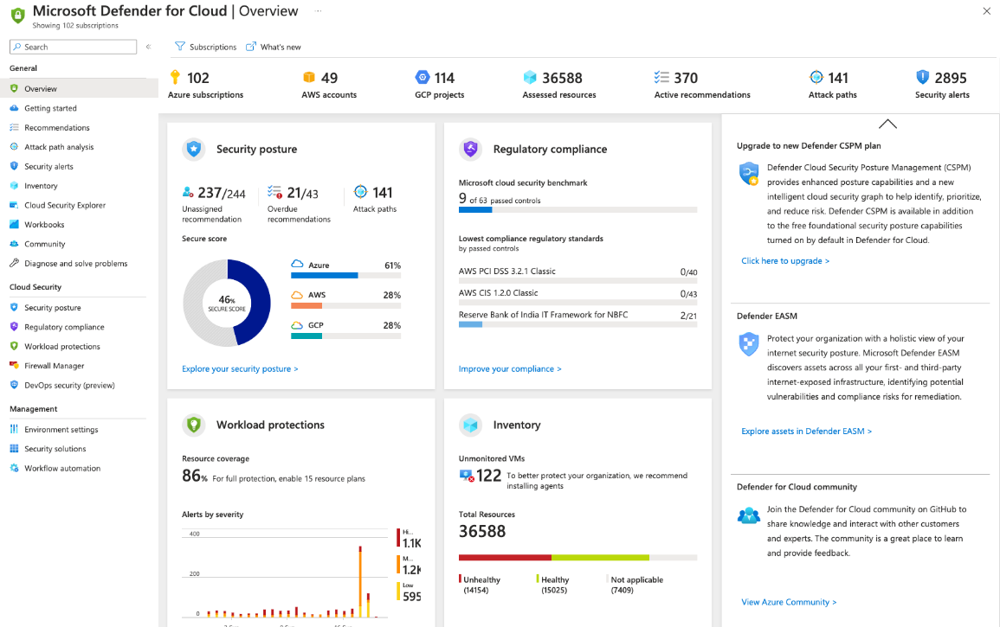 Microsoft Defender for Cloud | Overview ...
Showing 102 subscriptions
Search
«
Subscriptions
What's new
General
Overview
Getting started
Recommendations
Attack path analysis
Security alerts
Inventory
Cloud Security Explorer
Workbooks
Community
Diagnose and solve problems
Cloud Security
Security posture
Regulatory compliance
Workload protections
Firewall Manager
DevOps security (preview)
Management
Environment settings
Security solutions
Workflow automation
102
Azure subscriptions
49
AWS accounts
114
GCP projects
36588
Assessed resources
370
Active recommendations
141
Attack paths
2895
Security alerts
Security posture
237/244
Unassigned
recommendation
21/43
Overdue
recommendations
141
Attack paths
Secure score
46%
SECURE SCORE
Azure 61%
AWS 28%
GCP 28%
Explore your security posture >
Regulatory compliance
Microsoft cloud security benchmark
9 of 63 passed controls
Lowest compliance regulatory standards
by passed controls
AWS PCI DSS 3.2.1 Classic 0/40
AWS CIS 1.2.0 Classic 0/43
Reserve Bank of India IT Framework for NBFC 2/21
Improve your compliance >
Workload protections
Resource coverage
86% For full protection, enable 15 resource plans
Alerts by severity
400
200
0
Hi...
1.1K
M...
1.2K
Low
595
Inventory
Unmonitored VMs
122 To better protect your organization, we recommend
installing agents
Total Resources
36588
Unhealthy
(14154)
Healthy
(15025)
Not applicable
(7409)
Upgrade to new Defender CSPM plan
Defender Cloud Security Posture Management (CSPM)
provides enhanced posture capabilities and a new
intelligent cloud security graph to help identify, prioritize,
and reduce risk. Defender CSPM is available in addition
to the free foundational security posture capabilities
turned on by default in Defender for Cloud.
Click here to upgrade >
Defender EASM
Protect your organization with a holistic view of your
internet security posture. Microsoft Defender EASM
discovers assets across all your first- and third-party
internet-exposed infrastructure, identifying potential
vulnerabilities and compliance risks for remediation.
Explore assets in Defender EASM >
Defender for Cloud community
Join the Defender for Cloud community on GitHub to
share knowledge and interact with other customers
and experts. The community is a great place to learn
and provide feedback.
View Azure Community >